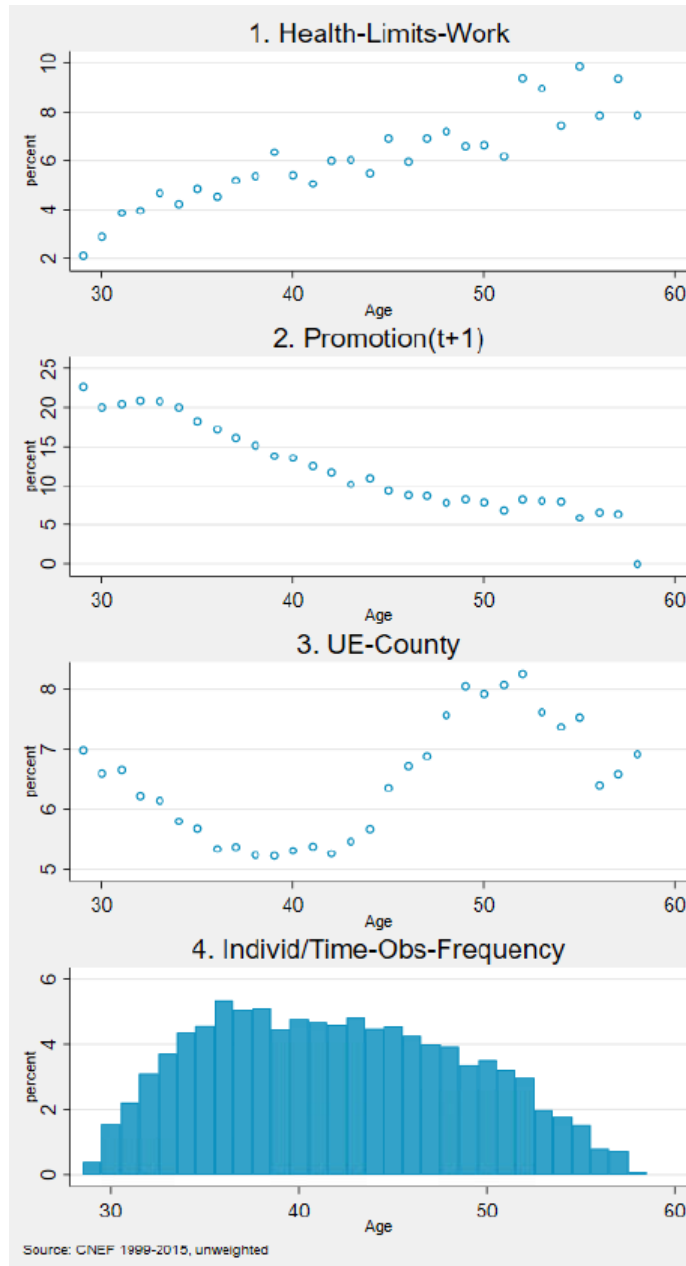 1. Health-Limits-Work
percent
10
8
6
4
2
30 40 50 60
Age
2. Promotion(t+1)
percent
25
20
15
10
5
0
30 40 50 60
Age
3. UE-County
percent
8
7
6
5
30 40 50 60
Age
4. Individ/Time-Obs-Frequency
percent
6
4
2
0
30 40 50 60
Age
Source: CNEF 1999-2015, unweighted